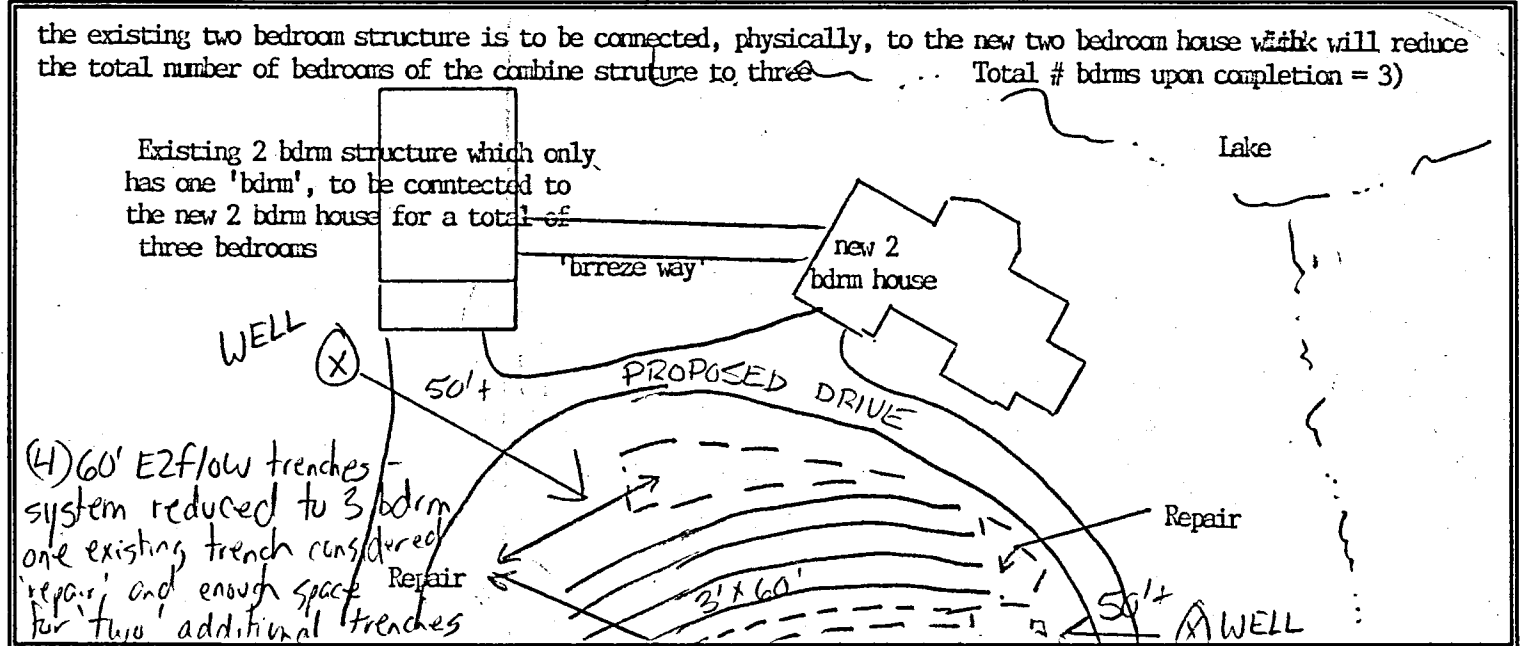 the existing two bedroom structure is to be connected, physically, to the new two bedroom house will reduce
the total number of bedrooms of the combine struture to three Total # bdrms upon completion = 3)
Existing 2 bdrm structure which only
has one 'bdrm', to be conntected to
the new 2 bdrm house for a total of
three bedrooms
Lake
new 2
bdrm house
'brreze way'
WELL
X
50'+
PROPOSED DRIVE
(4) 60' EZflow trenches -
system reduced to 3 bdrm
one existing trench considered
'repair' and enough space
for 'two' additional trenches
Repair
Repair
3' X 60'
50'+
X WELL